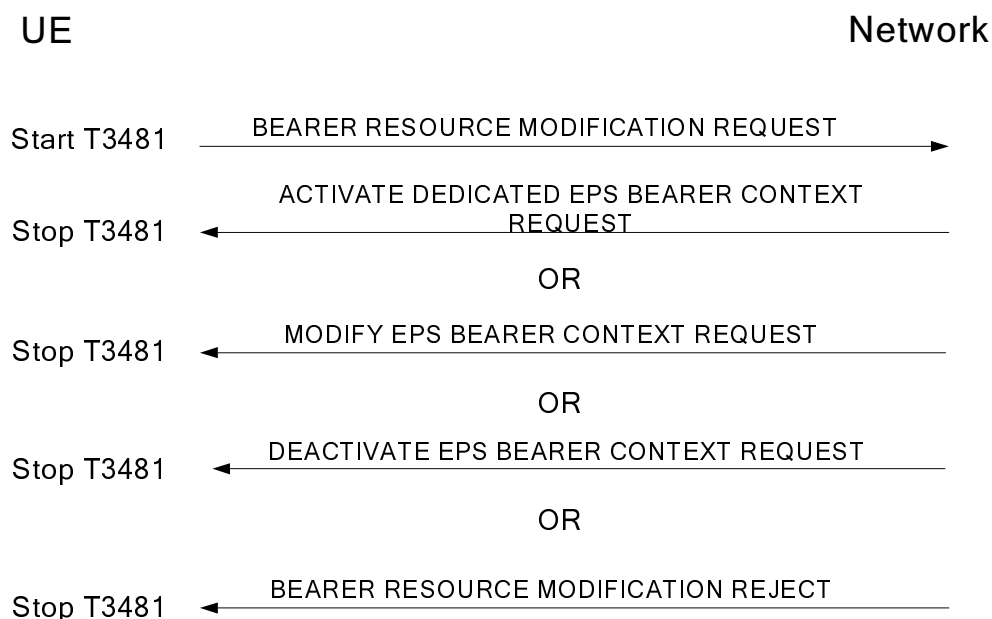 UE Network
Start T3481 BEARER RESOURCE MODIFICATION REQUEST
ACTIVATE DEDICATED EPS BEARER CONTEXT
REQUEST
Stop T3481
OR
MODIFY EPS BEARER CONTEXT REQUEST
Stop T3481
OR
DEACTIVATE EPS BEARER CONTEXT REQUEST
Stop T3481
OR
BEARER RESOURCE MODIFICATION REJECT
Stop T3481